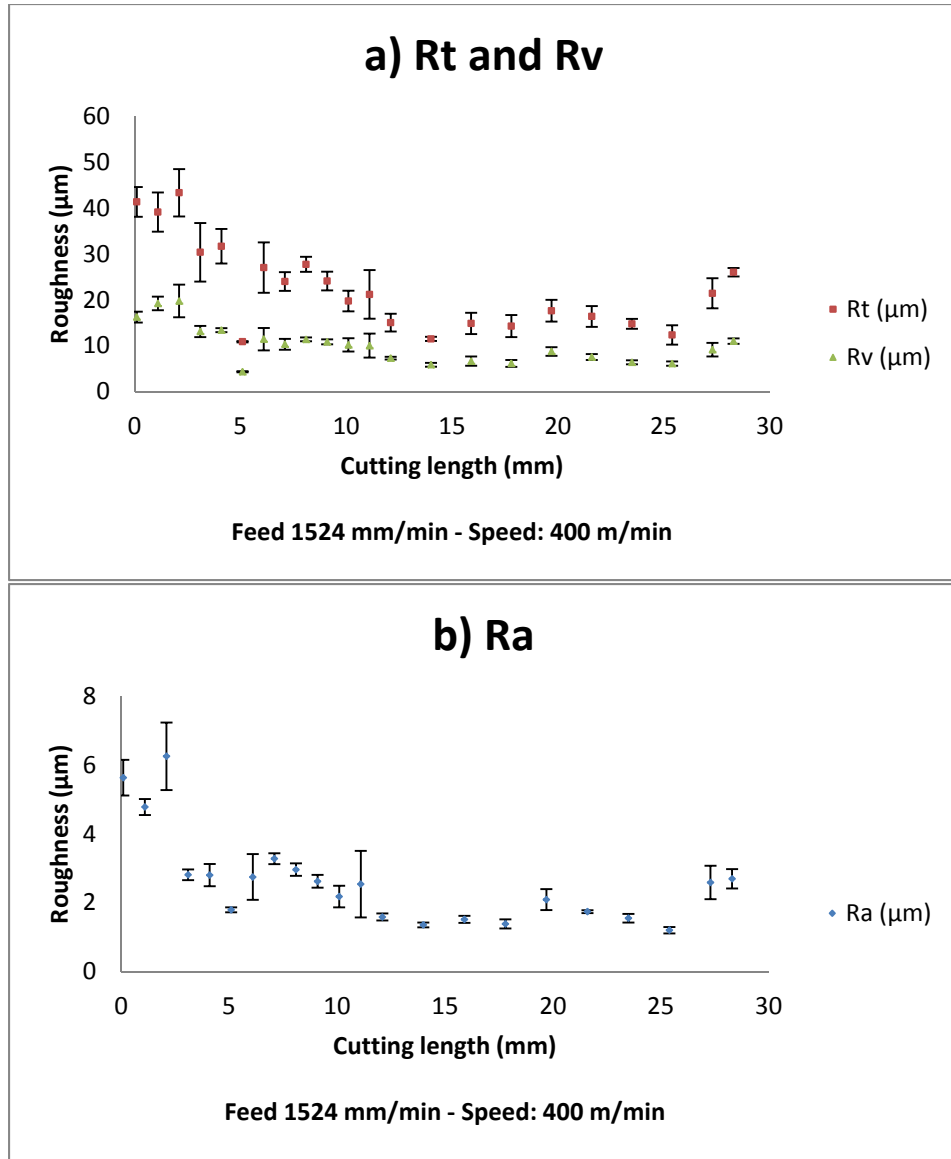 a) Rt and Rv
60
50
40
30
20
10
0
Roughness (µm)
0 5 10 15 20 25 30
Cutting length (mm)
Rt (µm)
Rv (µm)
Feed 1524 mm/min - Speed: 400 m/min
b) Ra
8
6
4
2
0
Roughness (µm)
0 5 10 15 20 25 30
Cutting length (mm)
Ra (µm)
Feed 1524 mm/min - Speed: 400 m/min